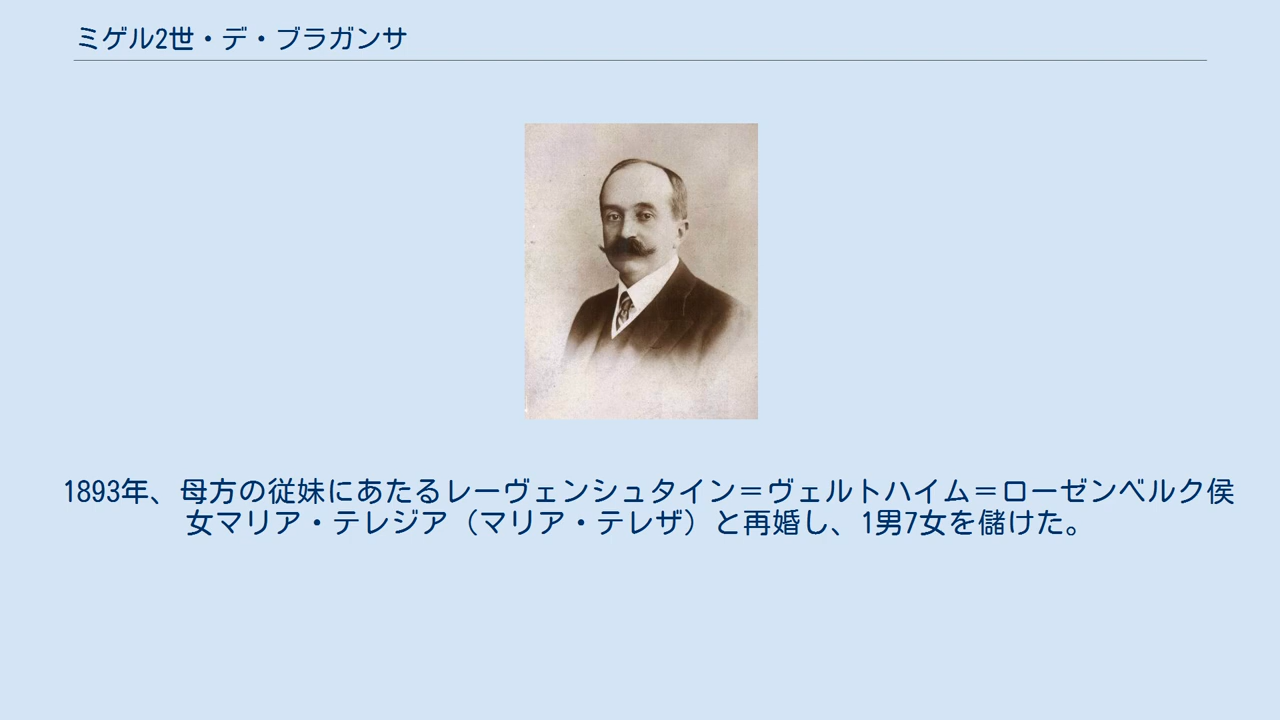 ミゲル2世・デ・ブラガンサ
1893年、母方の従妹にあたるレーヴェンシュタイン＝ヴェルトハイム＝ローゼンベルク侯
女マリア・テレジア（マリア・テレザ）と再婚し、1男7女を儲けた。